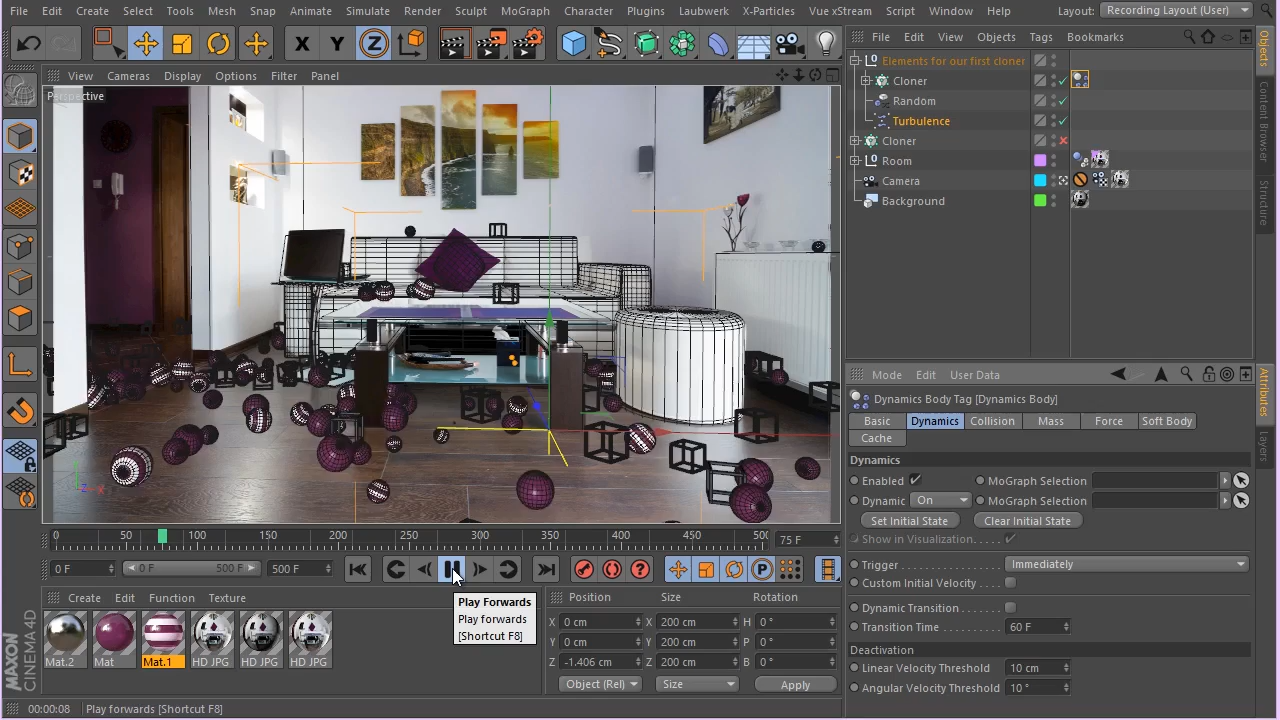 File Edit Create Select Tools Mesh Snap Animate Simulate Render Sculpt MoGraph Character Plugins Laubwerk X-Particles Vue xStream Script Window Help Layout: Recording Layout (User)
X Y Z
View Cameras Display Options Filter Panel
Perspective
File Edit View Objects Tags Bookmarks
Elements for our first cloner
Cloner
Random
Turbulence
Cloner
Room
Camera
Background
Objects
Content Browser
Structure
Mode Edit User Data
Dynamics Body Tag [Dynamics Body]
Basic Dynamics Collision Mass Force Soft Body
Cache
Dynamics
Enabled MoGraph Selection
Dynamic On MoGraph Selection
Set Initial State Clear Initial State
Show in Visualization
Trigger Immediately
Custom Initial Velocity
Dynamic Transition
Transition Time 60 F
Deactivation
Linear Velocity Threshold 10 cm
Angular Velocity Threshold 10 °
Attributes
Layers
0 50 100 150 200 250 300 350 400 450 500 75 F
0 F 0 F 500 F 500 F
Play Forwards
Play forwards
[Shortcut F8]
Create Edit Function Texture
Mat.2 Mat Mat.1 HD JPG HD JPG HD JPG
Position Size Rotation
X 0 cm X 200 cm H 0 °
Y 0 cm Y 200 cm P 0 °
Z -1.406 cm Z 200 cm B 0 °
Object (Rel) Size Apply
MAXON
CINEMA 4D
00:00:08 Play forwards [Shortcut F8]